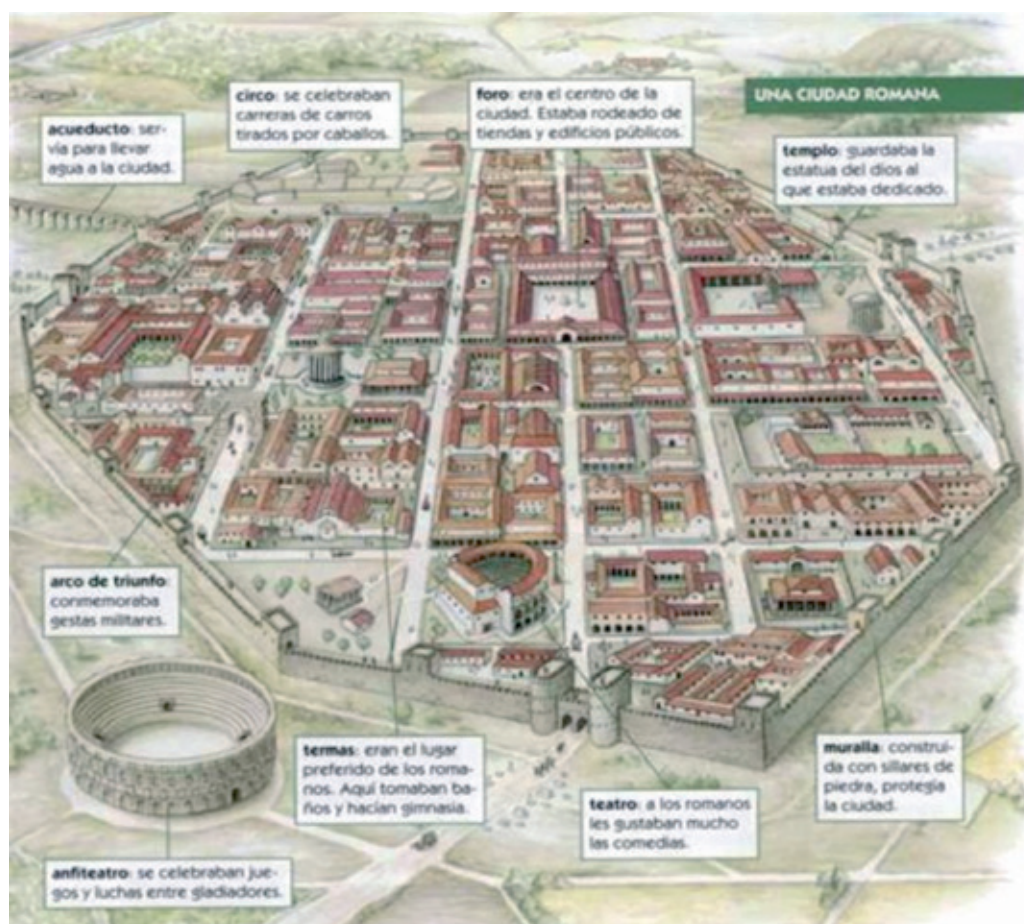 UNA CIUDAD ROMANA
circo: se celebraban
carreras de carros
tirados por caballos.
foro: era el centro de la
ciudad. Estaba rodeado de
tiendas y edificios públicos.
acueducto: ser-
vía para llevar
agua a la ciudad.
templo: guardaba la
estatua del dios al
que estaba dedicado.
arco de triunfo:
conmemoraba
gestas militares.
termas: eran el lugar
preferido de los roma-
nos. Aquí tomaban ba-
ños y hacían gimnasia.
teatro: a los romanos
les gustaban mucho
las comedias.
muralla: construi-
da con sillares de
piedra, protegía
la ciudad.
anfiteatro: se celebraban jue-
gos y luchas entre gladiadores.